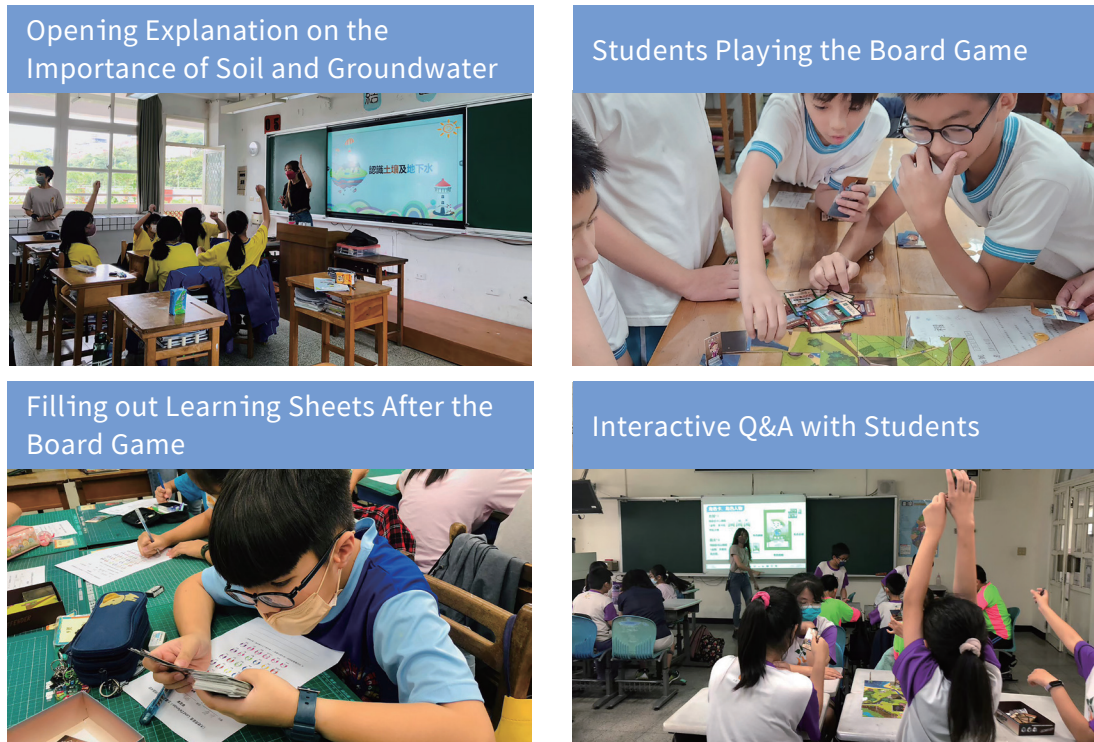 Opening Explanation on the
Importance of Soil and Groundwater
Students Playing the Board Game
認識土壤及地下水
Filling out Learning Sheets After the
Board Game
Interactive Q&A with Students